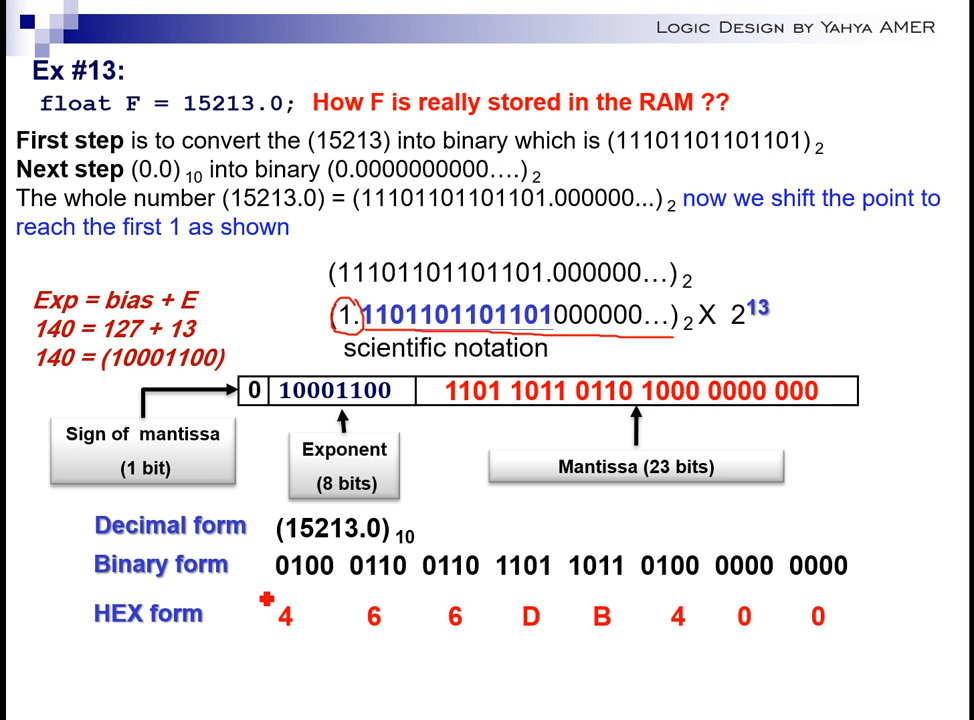 Logic Design by Yahya AMER
Ex #13:
float F = 15213.0; How F is really stored in the RAM ??
First step is to convert the (15213) into binary which is (11101101101101) 2
Next step (0.0) 10 into binary (0.0000000000….) 2
The whole number (15213.0) = (11101101101101.000000...) 2 now we shift the point to
reach the first 1 as shown
(11101101101101.000000…) 2
Exp = bias + E
(1.1101101101101000000…) 2 X 2^13
140 = 127 + 13
scientific notation
140 = (10001100)
0 10001100 1101 1011 0110 1000 0000 000
Sign of mantissa
(1 bit)
Exponent
(8 bits)
Mantissa (23 bits)
Decimal form (15213.0) 10
Binary form 0100 0110 0110 1101 1011 0100 0000 0000
HEX form 4 6 6 D B 4 0 0